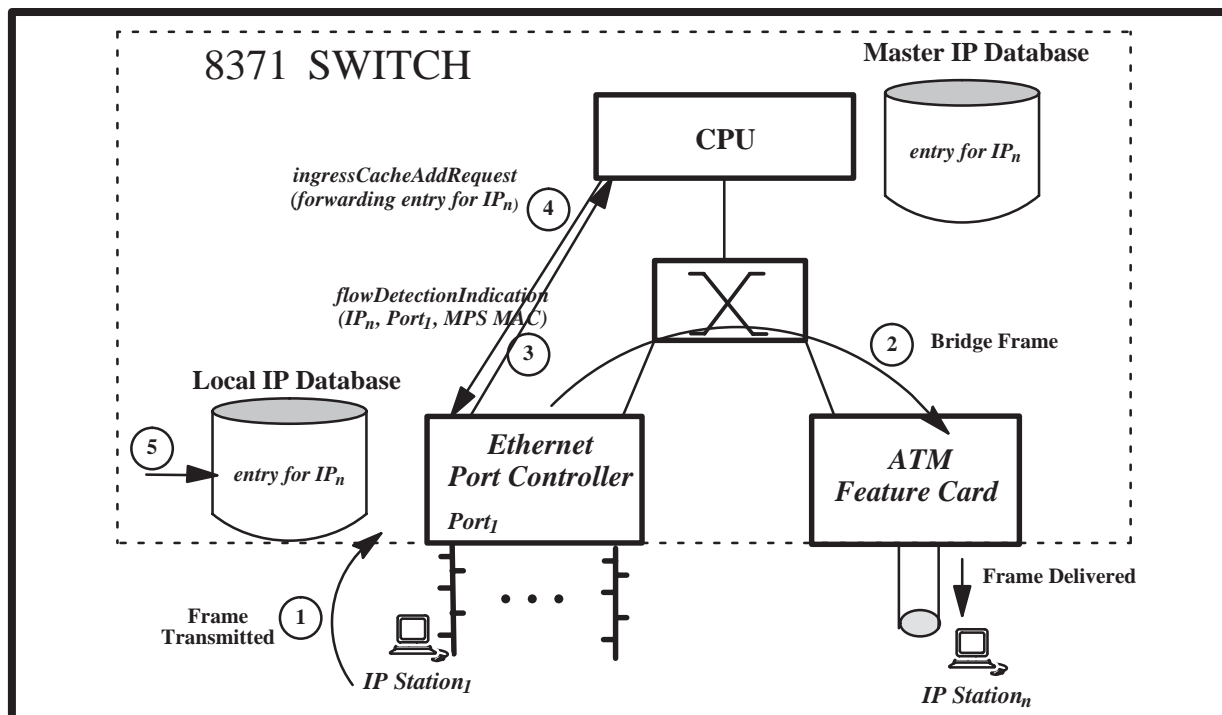 8371 SWITCH
Master IP Database
CPU
entry for IPn
ingressCacheAddRequest
(forwarding entry for IPn)
4
flowDetectionIndication
(IPn, Port1, MPS MAC)
3
2
Bridge Frame
Local IP Database
5
entry for IPn
Ethernet
Port Controller
Port1
ATM
Feature Card
Frame
Transmitted
1
Frame Delivered
IP Station1
IP Stationn